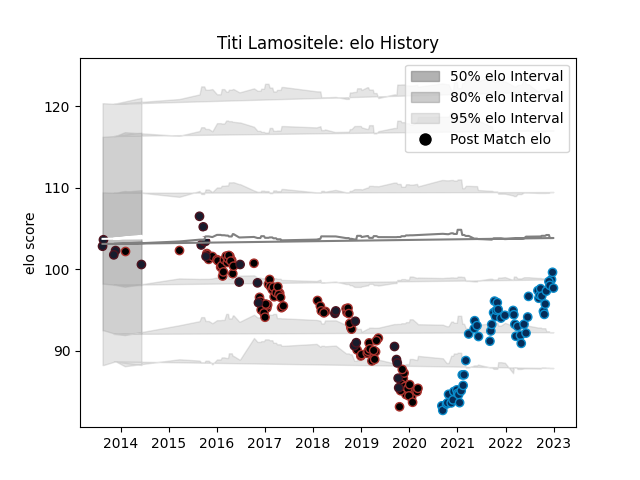 Titi Lamositele: elo History
50% elo Interval
80% elo Interval
95% elo Interval
Post Match elo
elo score
120
110
100
90
2014 2015 2016 2017 2018 2019 2020 2021 2022 2023